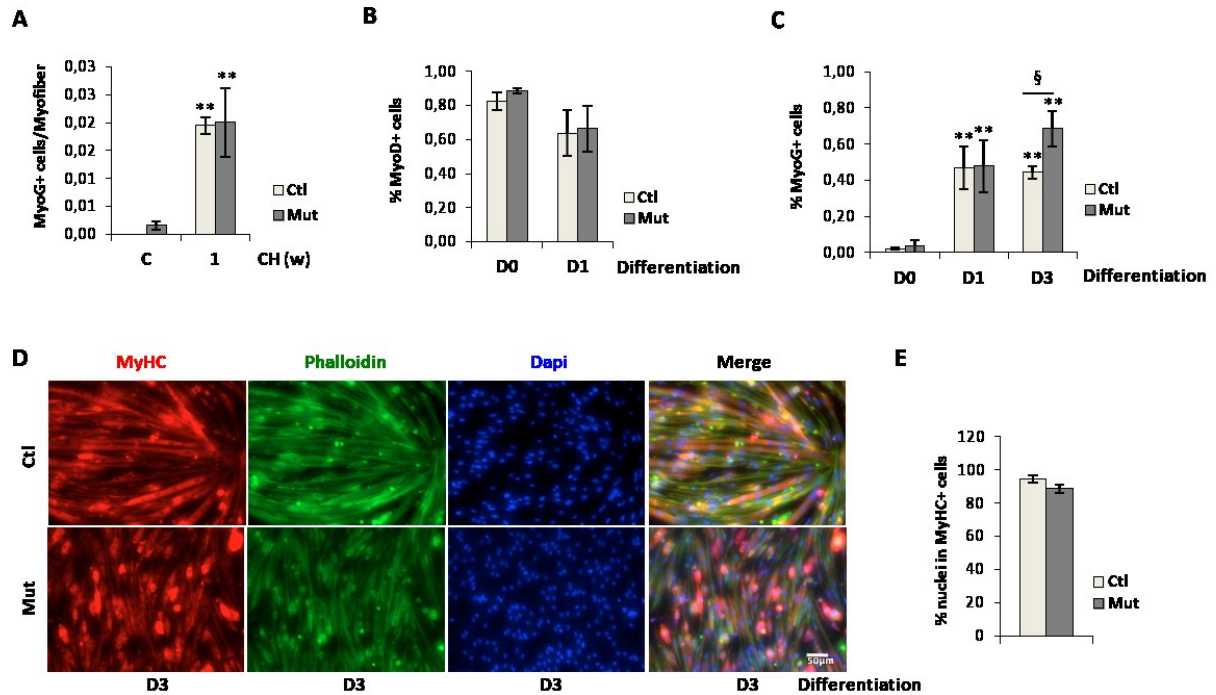 A
MyoG+ cells/Myofiber
0,03
0,03
0,02
0,02
0,01
0,01
0,00
**
**
Ctl
Mut
C
1
CH (w)
B
% MyoD+ cells
1,00
0,80
0,60
0,40
0,20
0,00
Ctl
Mut
D0
D1
Differentiation
C
% MyoG+ cells
1,00
0,80
0,60
0,40
0,20
0,00
** **
§
**
**
Ctl
Mut
D0
D1
D3
Differentiation
D
MyHC
Phalloidin
Dapi
Merge
Ctl
Mut
50µm
D3
D3
D3
D3
Differentiation
E
% nuclei in MyHC+ cells
120
100
80
60
40
20
0
Ctl
Mut